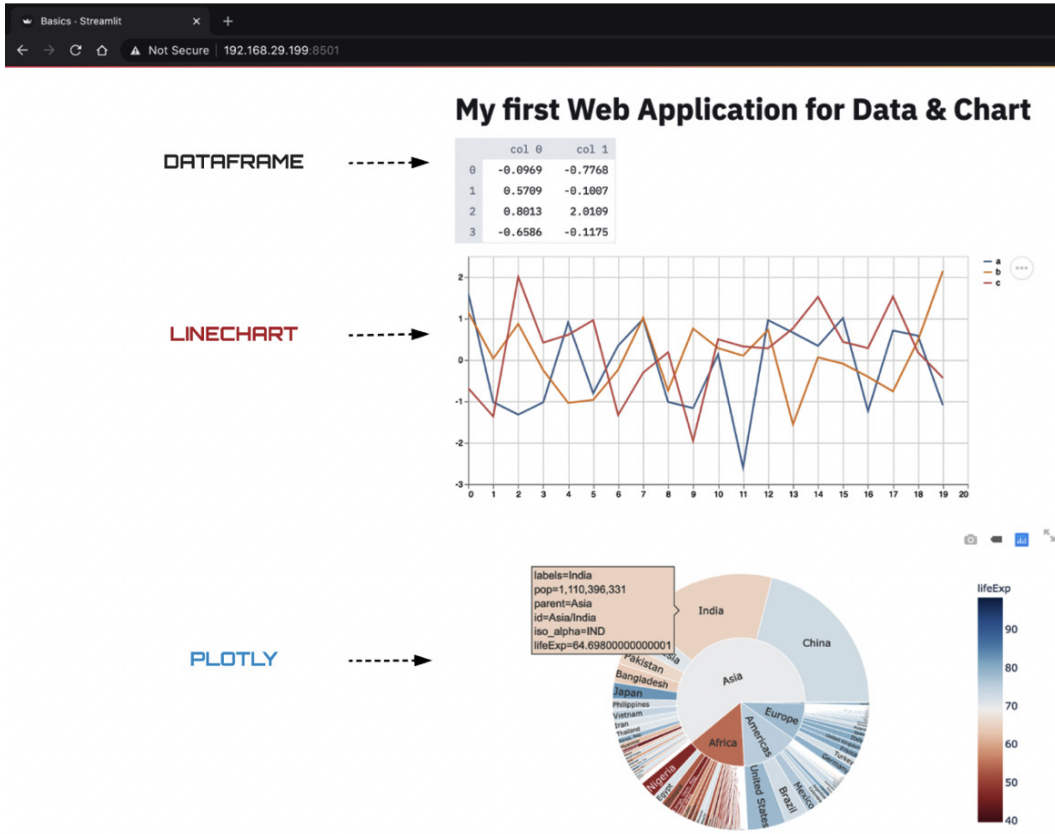 Basics · Streamlit
Not Secure | 192.168.29.199:8501
My first Web Application for Data & Chart
DATAFRAME
col 0 col 1
0 -0.0969 -0.7768
1 0.5709 -0.1007
2 0.8013 2.0109
3 -0.6586 -0.1175
LINECHART
a
b
c
2
1
0
-1
-2
-3
0 1 2 3 4 5 6 7 8 9 10 11 12 13 14 15 16 17 18 19 20
PLOTLY
labels=India
pop=1,110,396,331
parent=Asia
id=Asia/India
iso_alpha=IND
lifeExp=64.69800000000001
India
China
Asia
Europe
Americas
Africa
Pakistan
Bangladesh
Japan
Philippines
Vietnam
Iran
Thailand
Nigeria
Egypt
United States
Brazil
Mexico
Germany
Turkey
France
United Kingdom
Italy
lifeExp
90
80
70
60
50
40